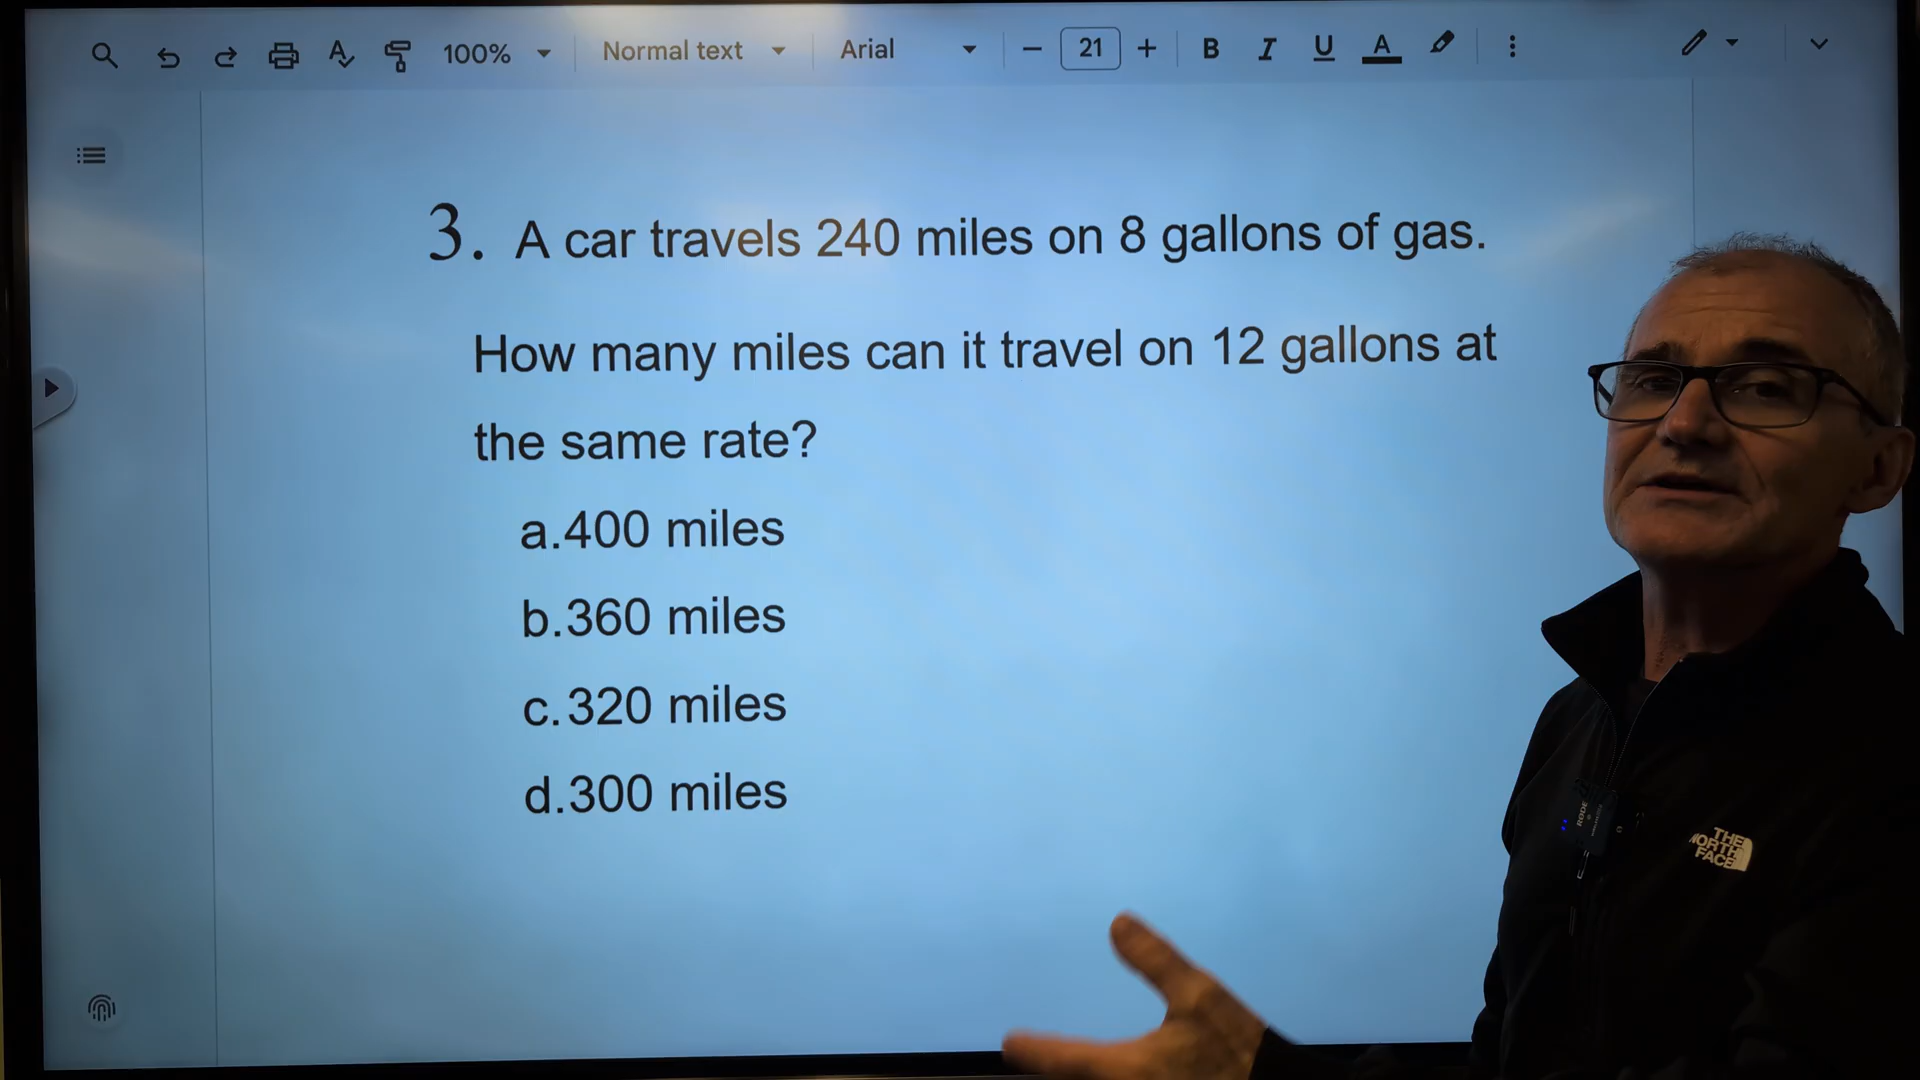 100% Normal text Arial 21 B I U A
3. A car travels 240 miles on 8 gallons of gas.
How many miles can it travel on 12 gallons at
the same rate?
a.400 miles
b.360 miles
c.320 miles
d.300 miles
RODE
THE
NORTH
FACE